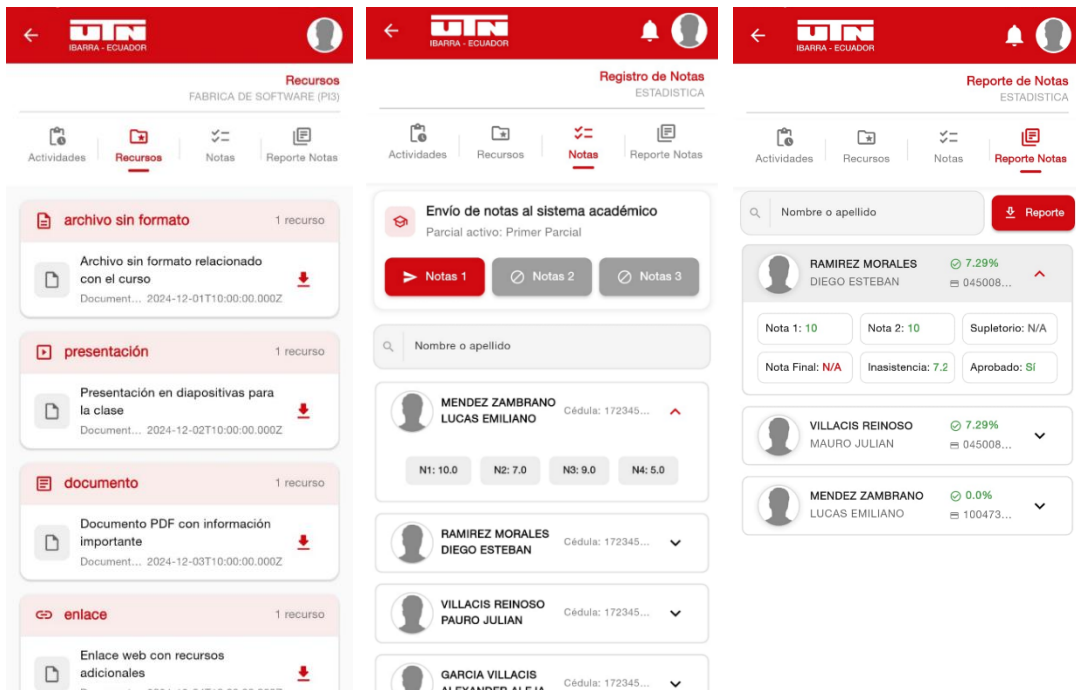 UTN
IBARRA - ECUADOR
Recursos
FABRICA DE SOFTWARE (PI3)
Actividades
Recursos
Notas
Reporte Notas
archivo sin formato
1 recurso
Archivo sin formato relacionado
con el curso
Document... 2024-12-01T10:00:00.000Z
presentación
1 recurso
Presentación en diapositivas para
la clase
Document... 2024-12-02T10:00:00.000Z
documento
1 recurso
Documento PDF con información
importante
Document... 2024-12-03T10:00:00.000Z
enlace
1 recurso
Enlace web con recursos
adicionales
UTN
IBARRA - ECUADOR
Registro de Notas
ESTADISTICA
Actividades
Recursos
Notas
Reporte Notas
Envío de notas al sistema académico
Parcial activo: Primer Parcial
Notas 1
Notas 2
Notas 3
Nombre o apellido
MENDEZ ZAMBRANO
LUCAS EMILIANO
Cédula: 172345...
N1: 10.0
N2: 7.0
N3: 9.0
N4: 5.0
RAMIREZ MORALES
DIEGO ESTEBAN
Cédula: 172345...
VILLACIS REINOSO
PAURO JULIAN
Cédula: 172345...
GARCIA VILLACIS
ALEXANDER ALEJA
Cédula: 172345...
UTN
IBARRA - ECUADOR
Reporte de Notas
ESTADISTICA
Actividades
Recursos
Notas
Reporte Notas
Nombre o apellido
Reporte
RAMIREZ MORALES
DIEGO ESTEBAN
7.29%
045008...
Nota 1: 10
Nota 2: 10
Supletorio: N/A
Nota Final: N/A
Inasistencia: 7.2
Aprobado: Sí
VILLACIS REINOSO
MAURO JULIAN
7.29%
045008...
MENDEZ ZAMBRANO
LUCAS EMILIANO
0.0%
100473...